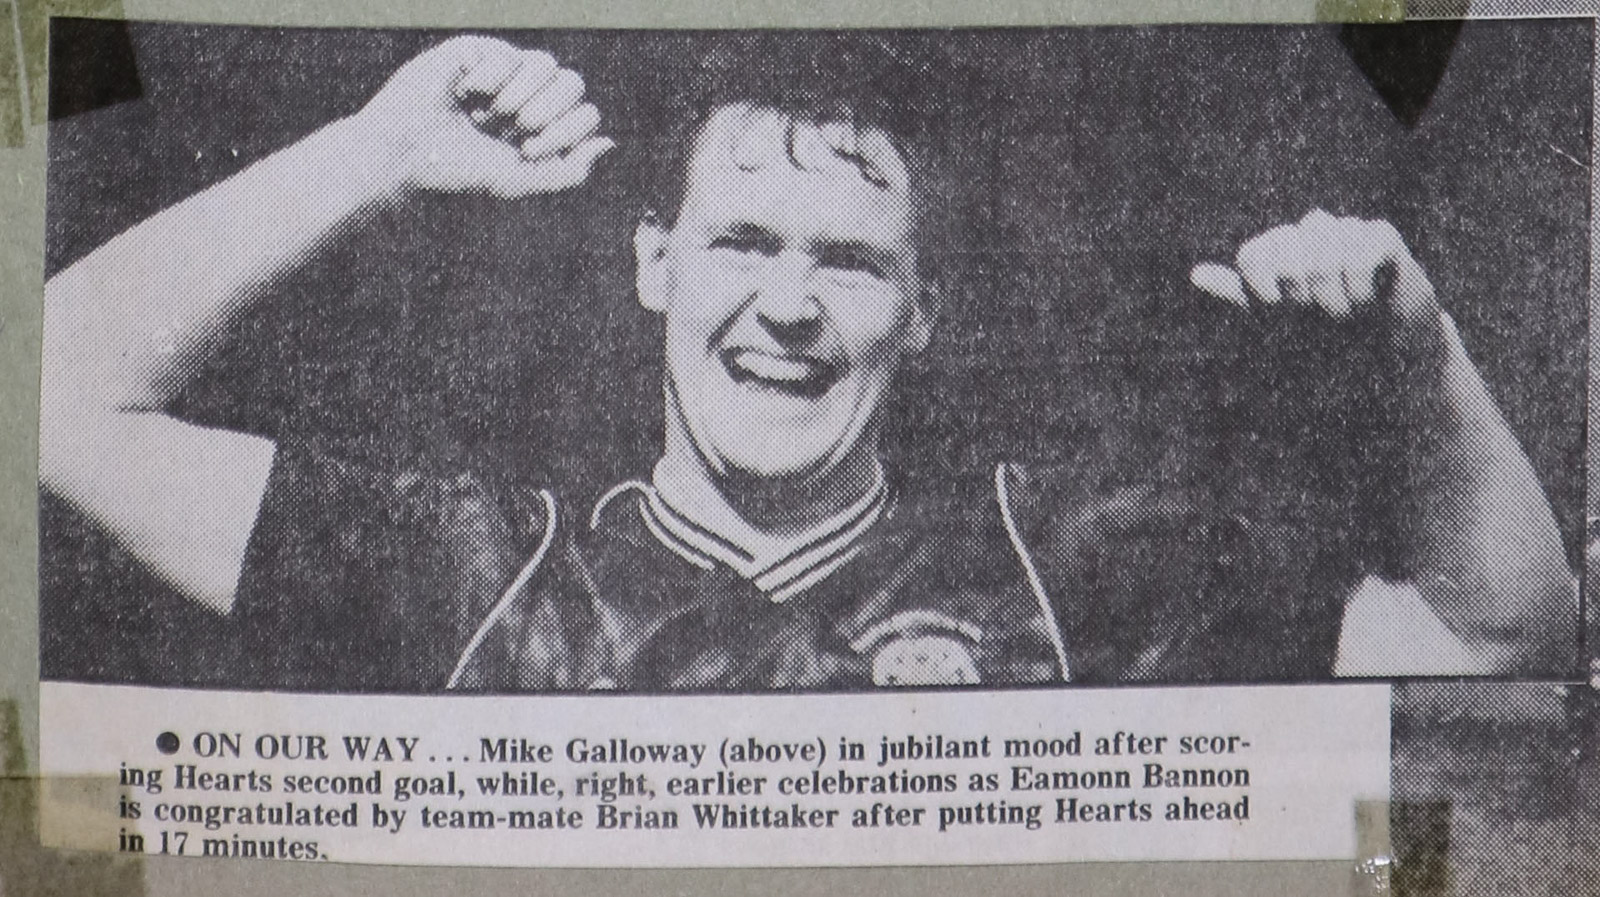 ● ON OUR WAY . . . Mike Galloway (above) in jubilant mood after scor-
ing Hearts second goal, while, right, earlier celebrations as Eamonn Bannon
is congratulated by team-mate Brian Whittaker after putting Hearts ahead
in 17 minutes.